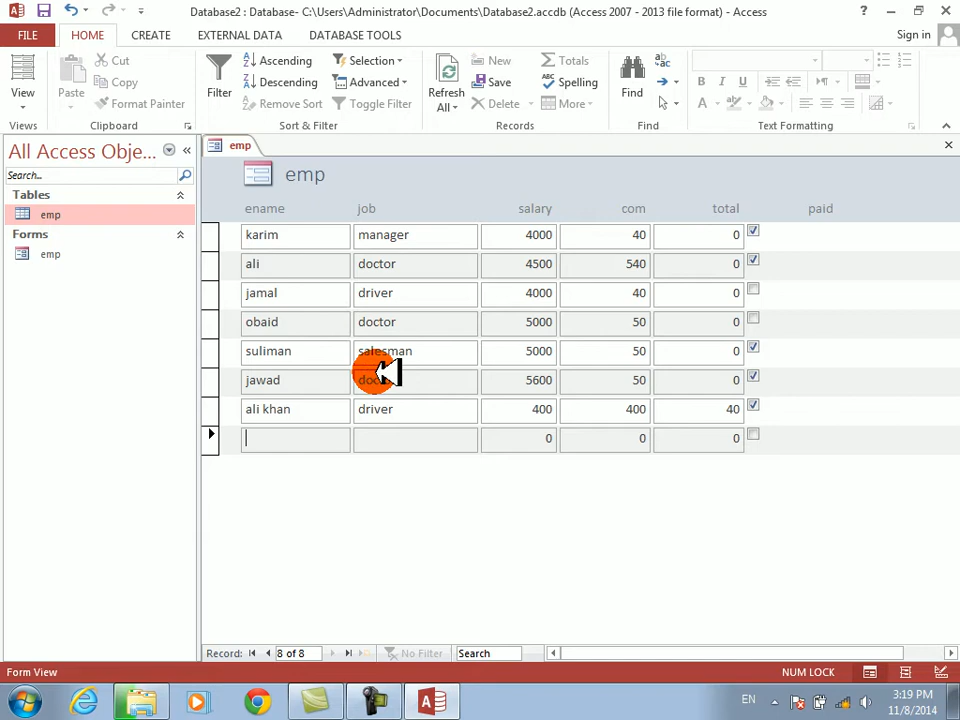 Database2 : Database- C:\Users\Administrator\Documents\Database2.accdb (Access 2007 - 2013 file format) - Access
?
FILE HOME CREATE EXTERNAL DATA DATABASE TOOLS Sign in
View
Views
Paste
Cut
Copy
Format Painter
Clipboard
Filter
Ascending
Descending
Remove Sort
Selection
Advanced
Toggle Filter
Sort & Filter
Refresh All
New
Save
Delete
Totals
Spelling
More
Records
Find
Find
B I U
A
Text Formatting
All Access Obje...
Search...
Tables
emp
Forms
emp
emp
emp
ename job salary com total paid
karim manager 4000 40 0
ali doctor 4500 540 0
jamal driver 4000 40 0
obaid doctor 5000 50 0
suliman salesman 5000 50 0
jawad 5600 50 0
ali khan driver 400 400 40
0 0 0
Record: 8 of 8 No Filter Search
Form View NUM LOCK
EN 3:19 PM
11/8/2014